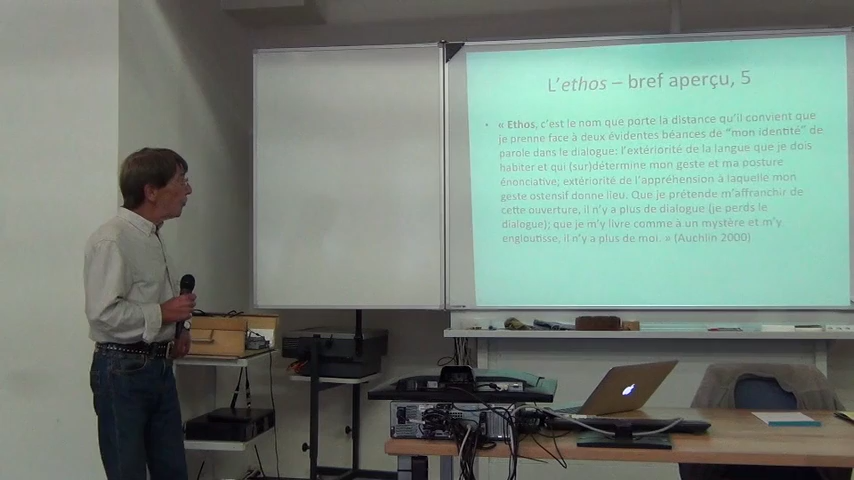 L'ethos – bref aperçu, 5
• « Ethos, c'est le nom que porte la distance qu'il convient que
je prenne face à deux évidentes béances de "mon identité" de
parole dans le dialogue: l'extériorité de la langue que je dois
habiter et qui (sur)détermine mon geste et ma posture
énonciative; extériorité de l'appréhension à laquelle mon
geste ostensif donne lieu. Que je prétende m'affranchir de
cette ouverture, il n'y a plus de dialogue (je perds le
dialogue); que je m'y livre comme à un mystère et m'y
engloutisse, il n'y a plus de moi. » (Auchlin 2000)